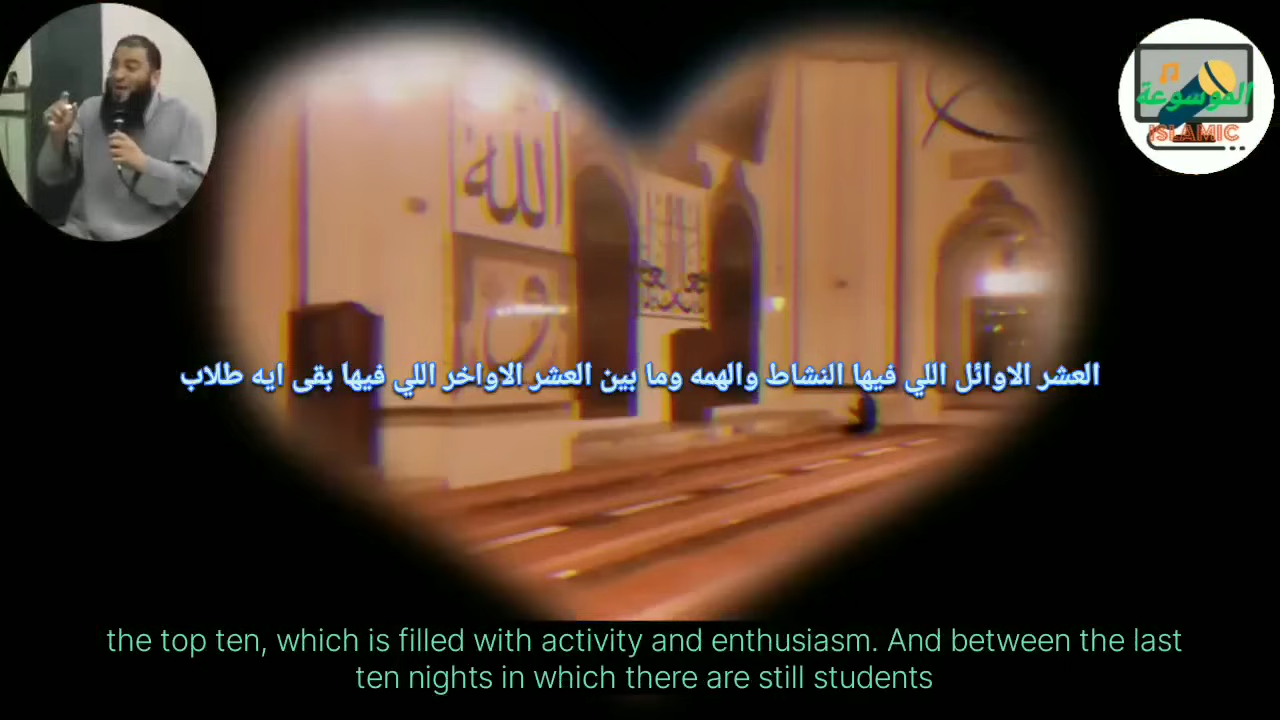 الموسوعة
ISLAMIC
الله
العشر الاوائل اللي فيها النشاط والهمه وما بين العشر الاواخر اللي فيها بقى ايه طلاب
the top ten, which is filled with activity and enthusiasm. And between the last
ten nights in which there are still students